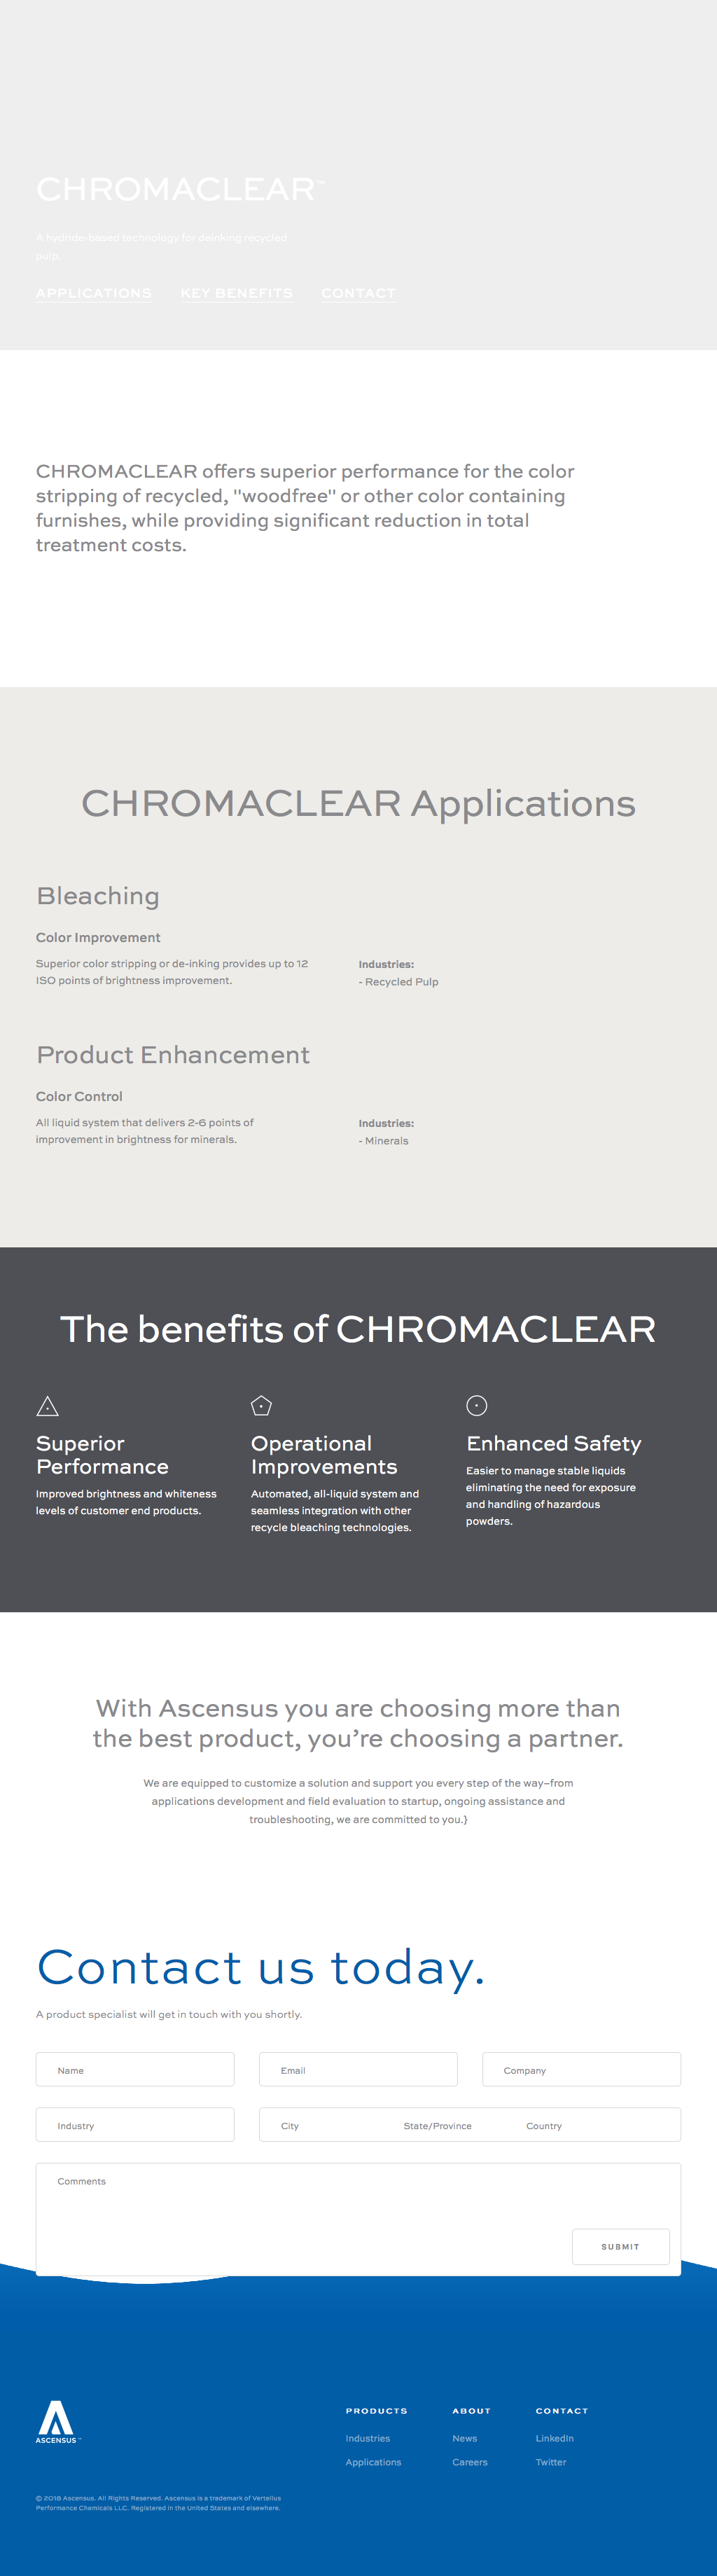 CHROMACLEAR™
A hydride-based technology for deinking recycled
pulp.
APPLICATIONS KEY BENEFITS CONTACT
CHROMACLEAR offers superior performance for the color
stripping of recycled, "woodfree" or other color containing
furnishes, while providing significant reduction in total
treatment costs.
CHROMACLEAR Applications
Bleaching
Color Improvement
Superior color stripping or de-inking provides up to 12
ISO points of brightness improvement.
Industries:
- Recycled Pulp
Product Enhancement
Color Control
All liquid system that delivers 2-6 points of
improvement in brightness for minerals.
Industries:
- Minerals
The benefits of CHROMACLEAR
Superior
Performance
Improved brightness and whiteness
levels of customer end products.
Operational
Improvements
Automated, all-liquid system and
seamless integration with other
recycle bleaching technologies.
Enhanced Safety
Easier to manage stable liquids
eliminating the need for exposure
and handling of hazardous
powders.
With Ascensus you are choosing more than
the best product, you’re choosing a partner.
We are equipped to customize a solution and support you every step of the way–from
applications development and field evaluation to startup, ongoing assistance and
troubleshooting, we are committed to you.}
Contact us today.
A product specialist will get in touch with you shortly.
Name Email Company
Industry City State/Province Country
Comments
SUBMIT
ASCENSUS™
PRODUCTS
Industries
Applications
ABOUT
News
Careers
CONTACT
LinkedIn
Twitter
© 2018 Ascensus. All Rights Reserved. Ascensus is a trademark of Vertellus
Performance Chemicals LLC. Registered in the United States and elsewhere.